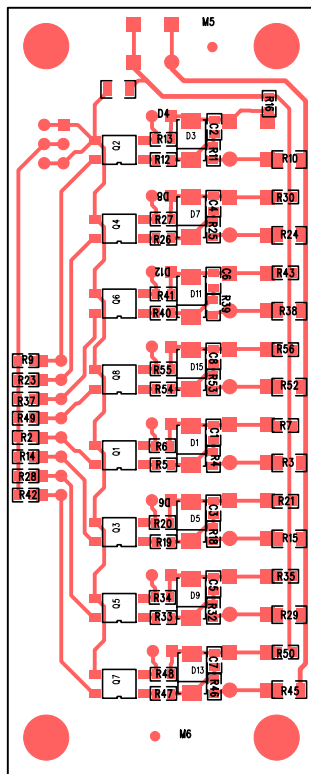 M5
R16
D4
R13
D3
C2
Q2
R12
R11
R10
D8
R30
R27
D7
C4
Q4
R26
R25
R24
D12
R43
C6
R41
D11
Q6
R40
R39
R38
R56
R9
R55
D15
C8
R23
Q8
R54
R53
R52
R37
R49
R7
R2
R6
D1
C1
R14
Q1
R5
R4
R3
R28
R42
D6
R21
R20
D5
C3
Q3
R19
R18
R15
R35
R34
D9
C5
Q5
R33
R32
R29
R50
R48
D13
C7
Q7
R47
R46
R45
M6